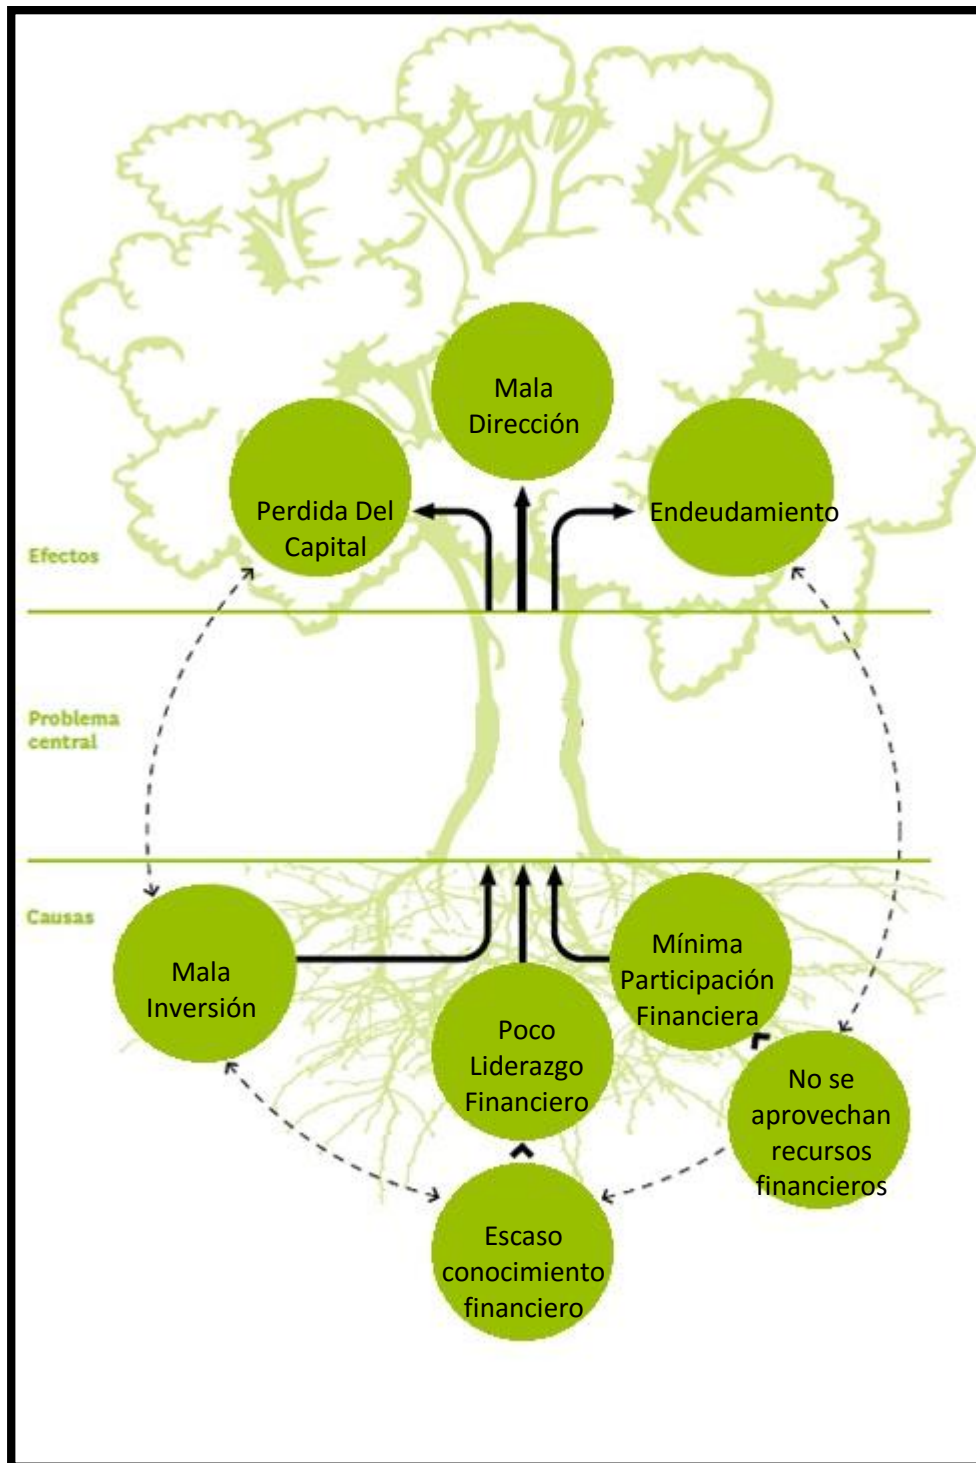 Mala
Dirección
Perdida Del
Capital
Endeudamiento
Efectos
Problema
central
Causas
Mala
Inversión
Mínima
Participación
Financiera
Poco
Liderazgo
Financiero
No se
aprovechan
recursos
financieros
Escaso
conocimiento
financiero